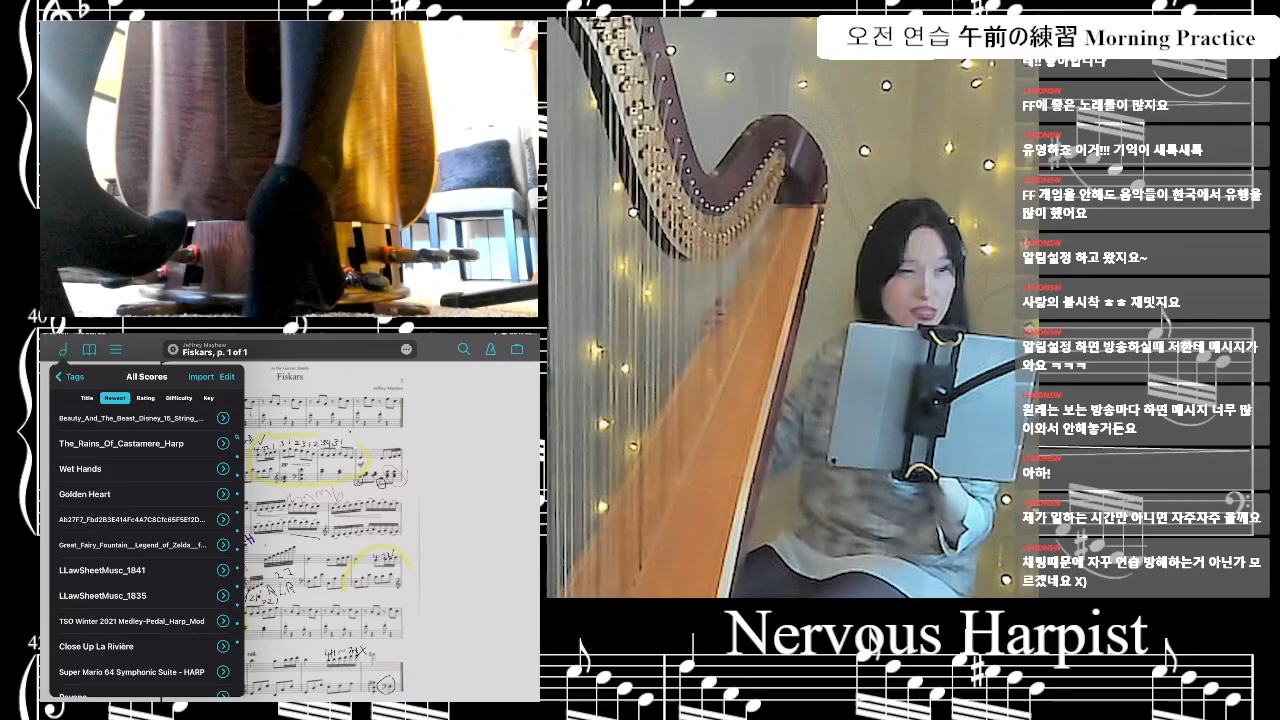 오전 연습 午前の練習 Morning Practice
FF에 좋은 노래들이 많지요
유명하죠 이거!!! 기억이 새록새록
FF 게임을 안해도 음악들이 한국에서 유행을
많이 했어요
알림설정 하고 왔지요~
사랑의 불시착 ㅎㅎ 재밋지요
알림설정 하면 방송하실때 저한테 메시지가
와요 ㅋㅋㅋ
원래는 보는 방송마다 하면 메시지 너무 많
이와서 안해놓거든요
아하!
제가 일하는 시간만 아니면 자주자주 올께요
채팅때문에 자꾸 연습 방해하는거 아닌가 모
르겠네요 X)
Jeffrey Mayhew
Fiskars, p. 1 of 1
Tags
All Scores
Import Edit
Title Newest Rating Difficulty Key
Beauty_And_The_Beast_Disney_15_String_...
The_Rains_Of_Castamere_Harp
Wet Hands
Golden Heart
Great_Fairy_Fountain__Legend_of_Zelda__f...
LLawSheetMusc_1841
LLawSheetMusc_1835
TSO Winter 2021 Medley-Pedal_Harp_Mod
Close Up La Rivière
Super Mario 64 Symphonic Suite - HARP
Fiskars
Jeffrey Mayhew
Nervous Harpist